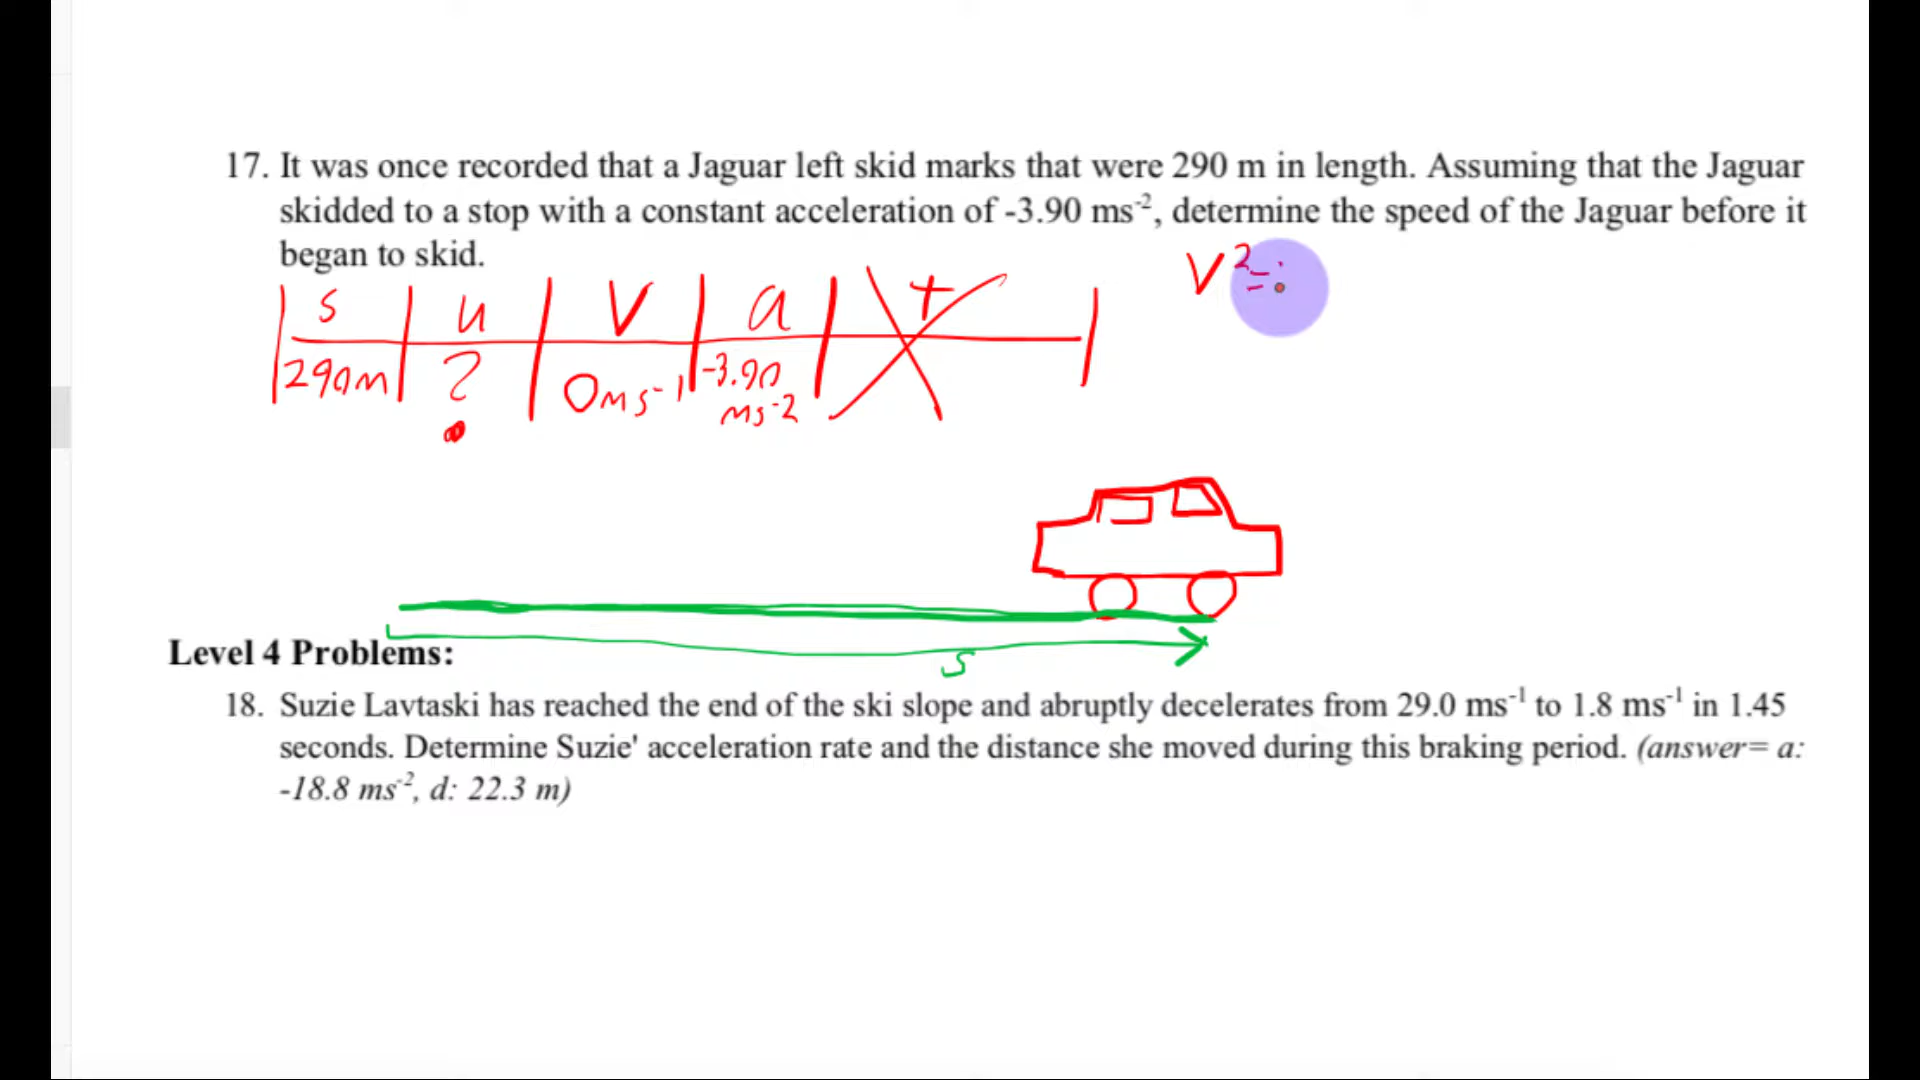 17. It was once recorded that a Jaguar left skid marks that were 290 m in length. Assuming that the Jaguar
skidded to a stop with a constant acceleration of -3.90 ms⁻², determine the speed of the Jaguar before it
began to skid.
V² =
s | u | V | a | t
290m | ? | 0ms⁻¹ | -3.90
ms⁻²
s
Level 4 Problems:
18. Suzie Lavtaski has reached the end of the ski slope and abruptly decelerates from 29.0 ms⁻¹ to 1.8 ms⁻¹ in 1.45
seconds. Determine Suzie' acceleration rate and the distance she moved during this braking period. (answer= a:
-18.8 ms⁻², d: 22.3 m)